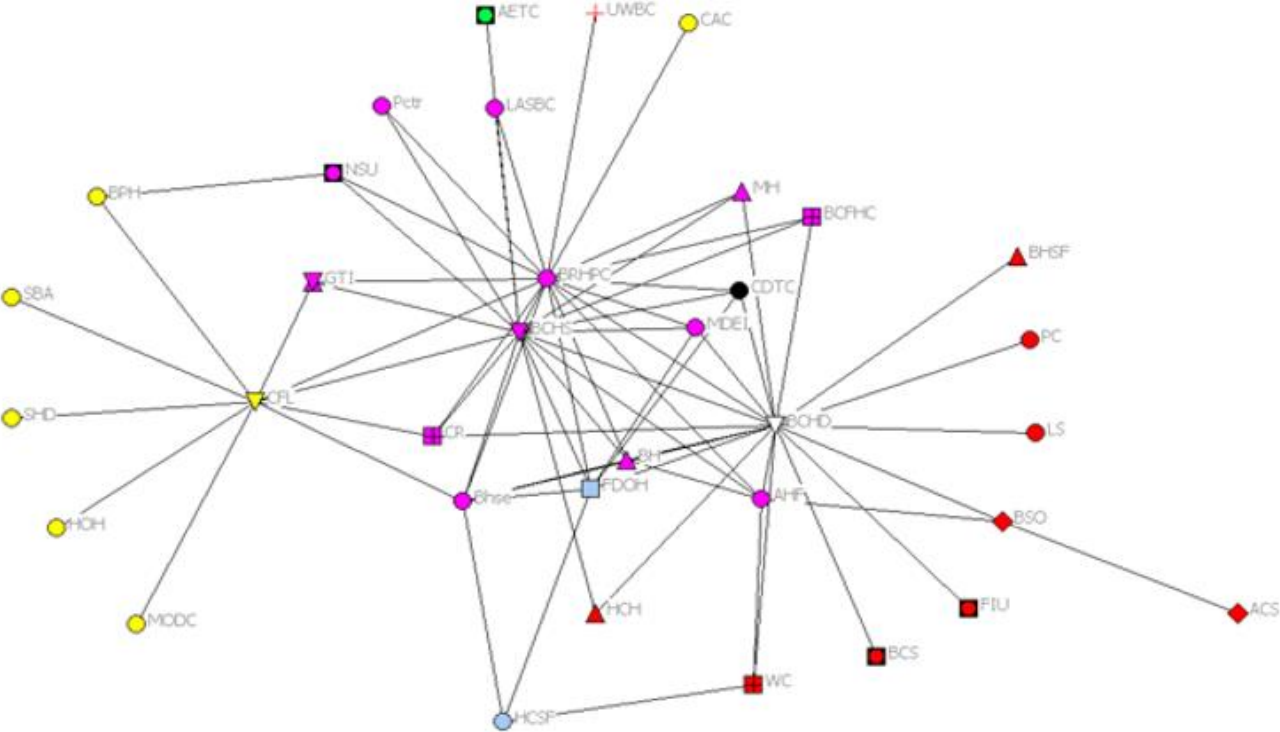 AETC
UWBC
CAC
Pctr
LASBC
NSU
BPH
MH
BCFHC
BHSF
GTI
BRHPC
CDTC
SBA
BCHS
MDEI
PC
CFL
SHD
BCHD
LS
CR
BH
FDOH
Bhse
AHF
BSO
HOH
HCH
FIU
ACS
MODC
BCS
WC
HCSF